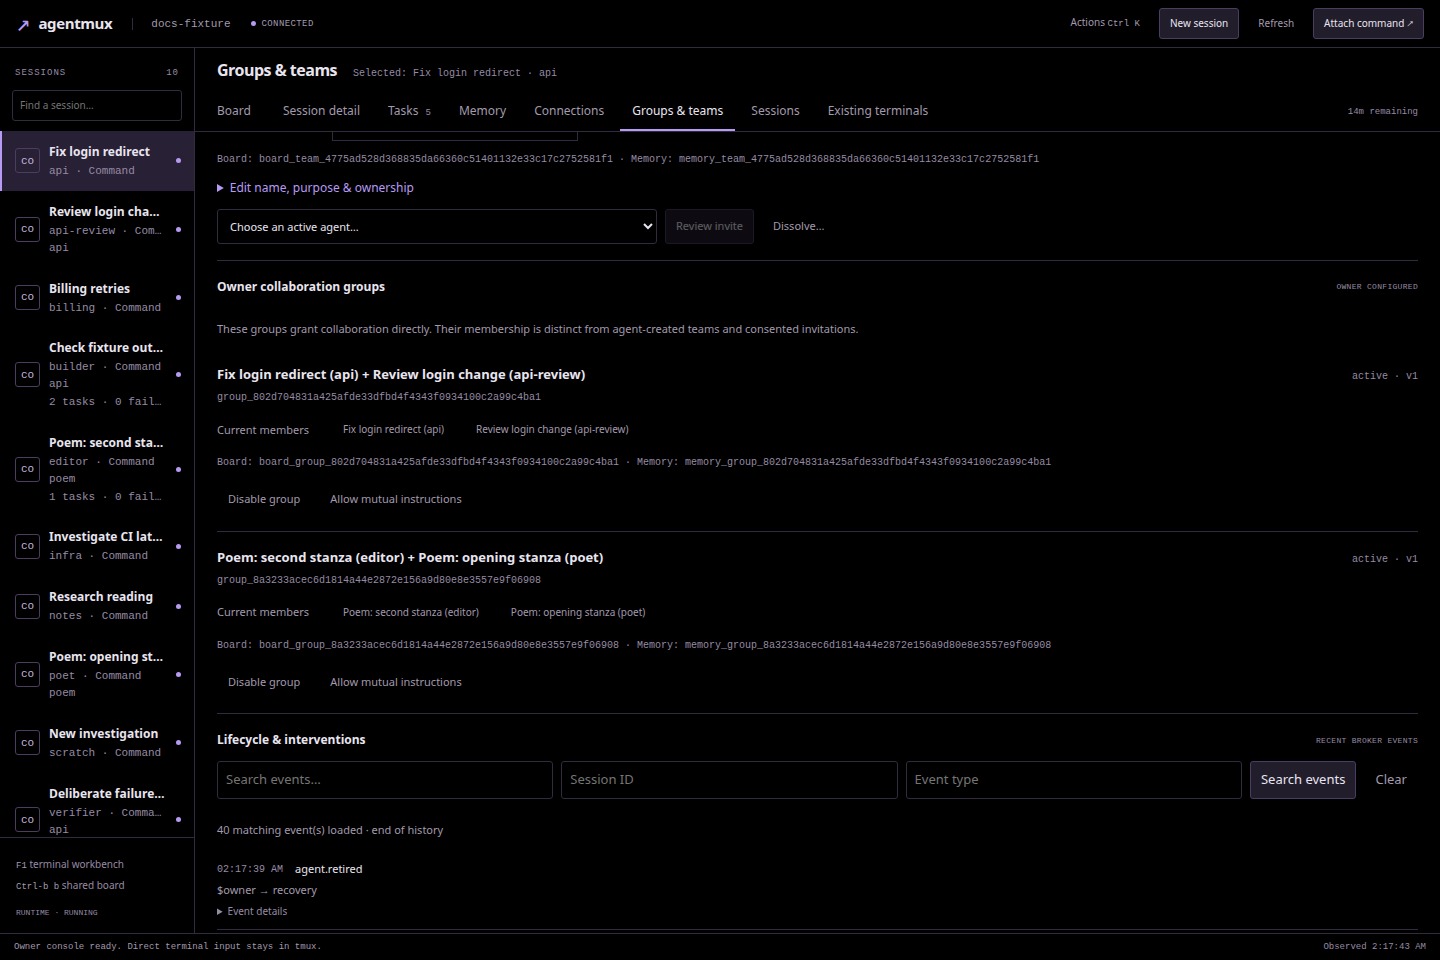 agentmux
docs-fixture
CONNECTED
Actions Ctrl K
New session
Refresh
Attach command ↗
SESSIONS 10
Find a session...
co
Fix login redirect
api · Command
co
Review login cha…
api-review · Com…
api
co
Billing retries
billing · Command
co
Check fixture out…
builder · Command
api
2 tasks · 0 fail…
co
Poem: second sta…
editor · Command
poem
1 tasks · 0 fail…
co
Investigate CI lat…
infra · Command
co
Research reading
notes · Command
co
Poem: opening st…
poet · Command
poem
co
New investigation
scratch · Command
co
Deliberate failure…
verifier · Comma…
api
F1 terminal workbench
Ctrl-b b shared board
RUNTIME · RUNNING
Groups & teams
Selected: Fix login redirect · api
Board
Session detail
Tasks 5
Memory
Connections
Groups & teams
Sessions
Existing terminals
14m remaining
Board: board_team_4775ad528d368835da66360c51401132e33c17c2752581f1 · Memory: memory_team_4775ad528d368835da66360c51401132e33c17c2752581f1
▶ Edit name, purpose & ownership
Choose an active agent...
Review invite
Dissolve...
Owner collaboration groups
OWNER CONFIGURED
These groups grant collaboration directly. Their membership is distinct from agent-created teams and consented invitations.
Fix login redirect (api) + Review login change (api-review)
active · v1
group_802d704831a425afde33dfbd4f4343f0934100c2a99c4ba1
Current members
Fix login redirect (api)
Review login change (api-review)
Board: board_group_802d704831a425afde33dfbd4f4343f0934100c2a99c4ba1 · Memory: memory_group_802d704831a425afde33dfbd4f4343f0934100c2a99c4ba1
Disable group
Allow mutual instructions
Poem: second stanza (editor) + Poem: opening stanza (poet)
active · v1
group_8a3233acec6d1814a44e2872e156a9d80e8e3557e9f06908
Current members
Poem: second stanza (editor)
Poem: opening stanza (poet)
Board: board_group_8a3233acec6d1814a44e2872e156a9d80e8e3557e9f06908 · Memory: memory_group_8a3233acec6d1814a44e2872e156a9d80e8e3557e9f06908
Disable group
Allow mutual instructions
Lifecycle & interventions
RECENT BROKER EVENTS
Search events...
Session ID
Event type
Search events
Clear
40 matching event(s) loaded · end of history
02:17:39 AM agent.retired
$owner → recovery
▶ Event details
Owner console ready. Direct terminal input stays in tmux.
Observed 2:17:43 AM